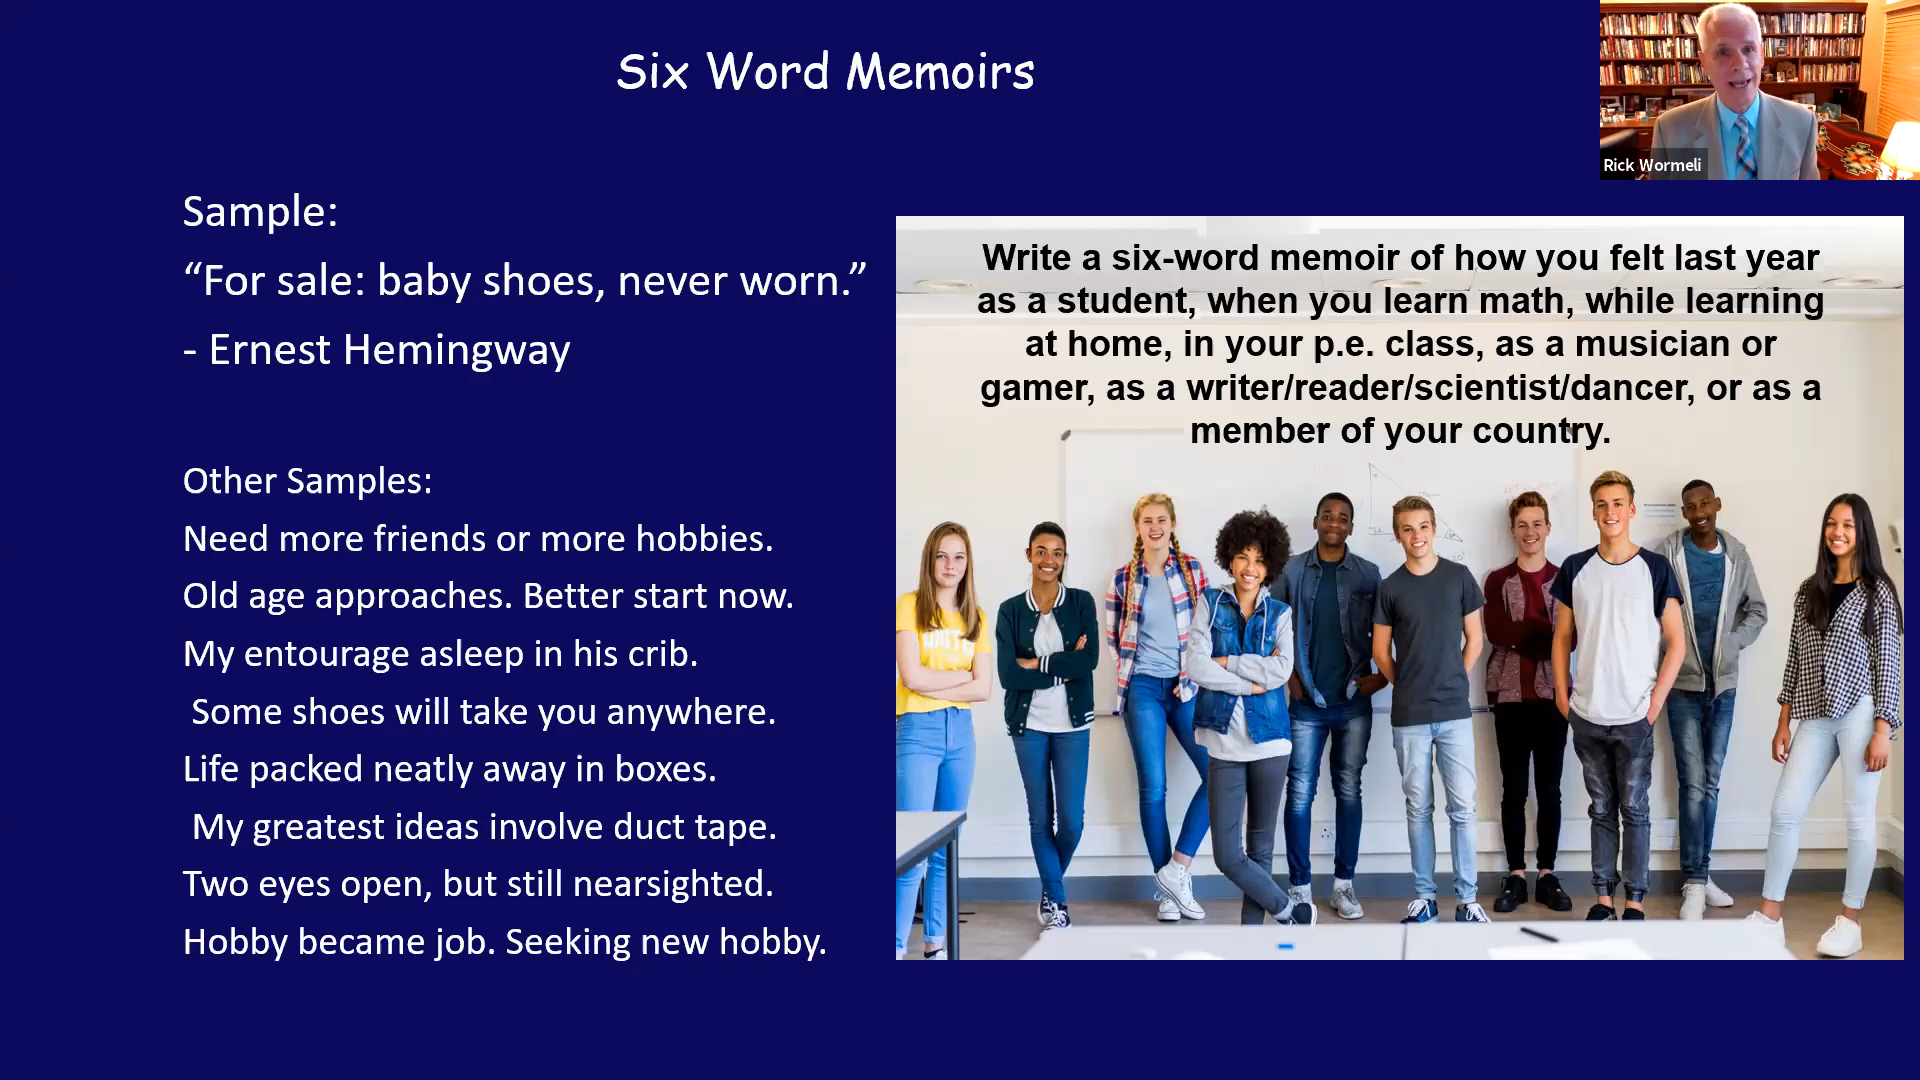 Six Word Memoirs
Rick Wormeli
Sample:
“For sale: baby shoes, never worn.”
- Ernest Hemingway
Other Samples:
Need more friends or more hobbies.
Old age approaches. Better start now.
My entourage asleep in his crib.
Some shoes will take you anywhere.
Life packed neatly away in boxes.
My greatest ideas involve duct tape.
Two eyes open, but still nearsighted.
Hobby became job. Seeking new hobby.
Write a six-word memoir of how you felt last year
as a student, when you learn math, while learning
at home, in your p.e. class, as a musician or
gamer, as a writer/reader/scientist/dancer, or as a
member of your country.